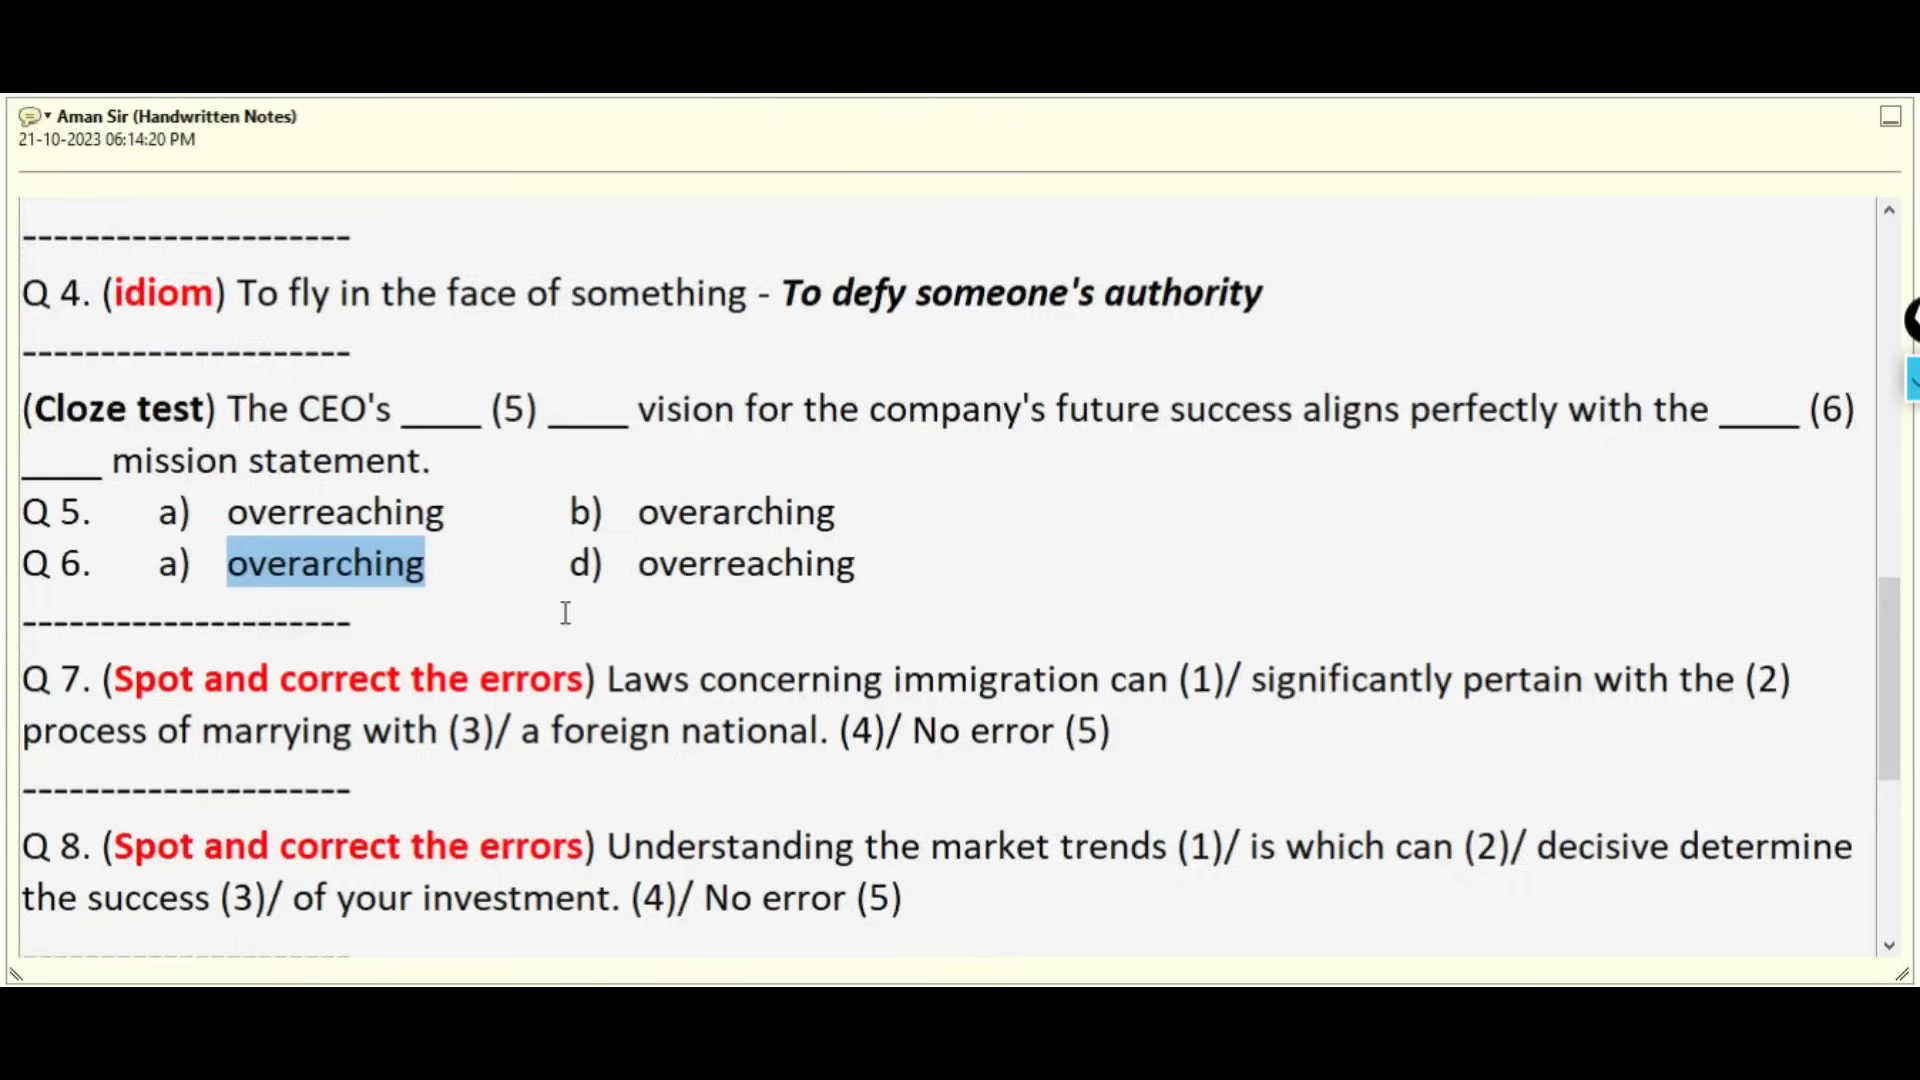 Aman Sir (Handwritten Notes)
21-10-2023 06:14:20 PM
---------------------
Q 4. (idiom) To fly in the face of something - To defy someone's authority
---------------------
(Cloze test) The CEO's ____ (5) ____ vision for the company's future success aligns perfectly with the ____ (6)
____ mission statement.
Q 5. a) overreaching b) overarching
Q 6. a) overarching d) overreaching
---------------------
Q 7. (Spot and correct the errors) Laws concerning immigration can (1)/ significantly pertain with the (2)
process of marrying with (3)/ a foreign national. (4)/ No error (5)
---------------------
Q 8. (Spot and correct the errors) Understanding the market trends (1)/ is which can (2)/ decisive determine
the success (3)/ of your investment. (4)/ No error (5)
---------------------